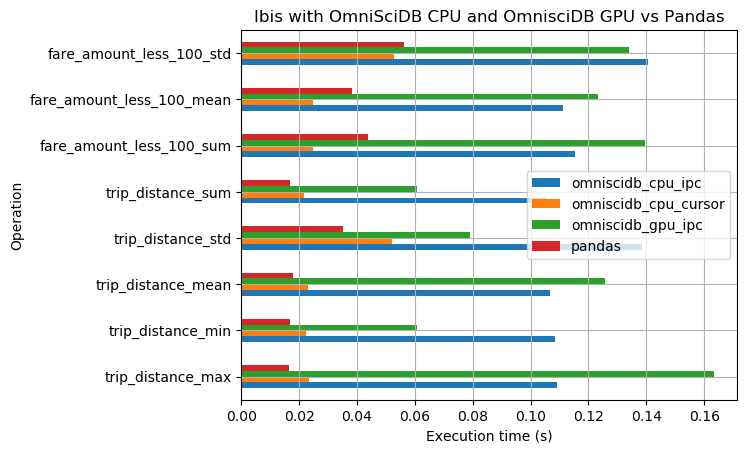 Ibis with OmniSciDB CPU and OmnisciDB GPU vs Pandas
Operation
fare_amount_less_100_std
fare_amount_less_100_mean
fare_amount_less_100_sum
trip_distance_sum
trip_distance_std
trip_distance_mean
trip_distance_min
trip_distance_max
omniscidb_cpu_ipc
omniscidb_cpu_cursor
omniscidb_gpu_ipc
pandas
0.00 0.02 0.04 0.06 0.08 0.10 0.12 0.14 0.16
Execution time (s)